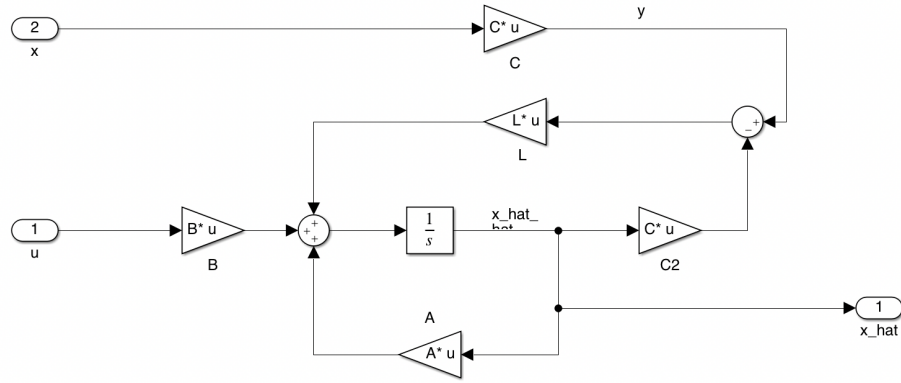 y
2
C* u
x
C
+
−
L* u
L
x_hat_
1
B* u
+
+
+
1
s
C* u
u
B
C2
A
1
A* u
x_hat